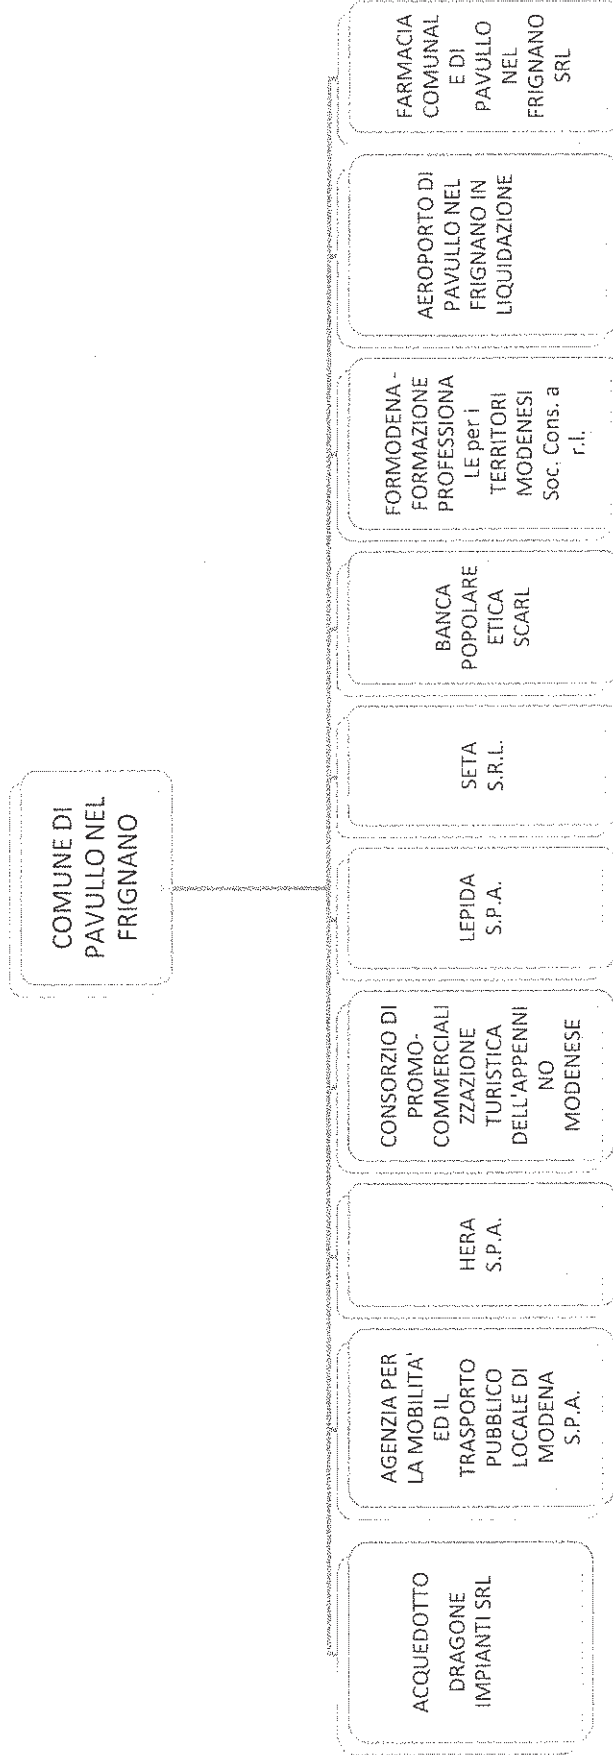 COMUNE DI
PAVULLO NEL
FRIGNANO
ACQUEDOTTO
DRAGONE
IMPIANTI SRL
AGENZIA PER
LA MOBILITA'
ED IL
TRASPORTO
PUBBLICO
LOCALE DI
MODENA
S.P.A.
HERA
S.P.A.
CONSORZIO DI
PROMO-
COMMERCIALI
ZZAZIONE
TURISTICA
DELL'APPENNI
NO
MODENESE
LEPIDA
S.P.A.
SETA
S.R.L.
BANCA
POPOLARE
ETICA
SCARL
FORMODENA -
FORMAZIONE
PROFESSIONA
LE per i
TERRITORI
MODENESI
Soc. Cons. a
r.l.
AEROPORTO DI
PAVULLO NEL
FRIGNANO IN
LIQUIDAZIONE
FARMACIA
COMUNAL
E DI
PAVULLO
NEL
FRIGNANO
SRL